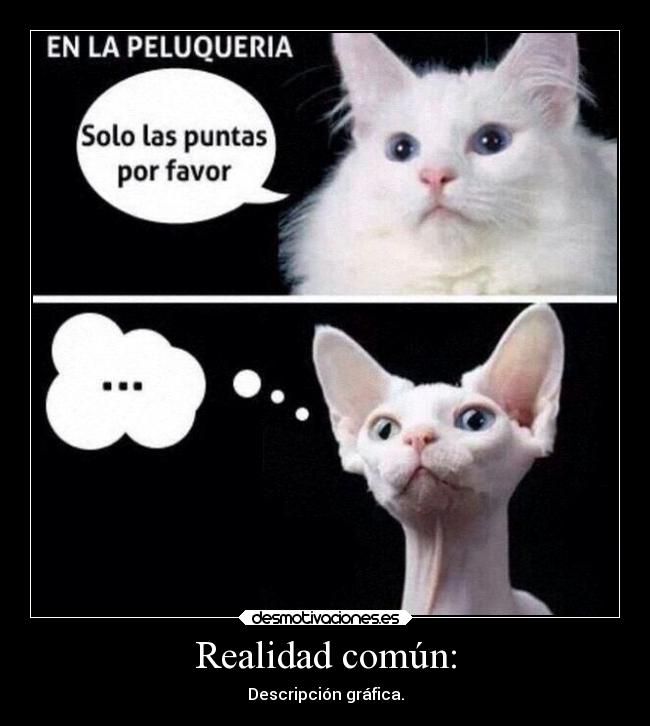 EN LA PELUQUERIA
Solo las puntas
por favor
...
desmotivaciones.es
Realidad común:
Descripción gráfica.